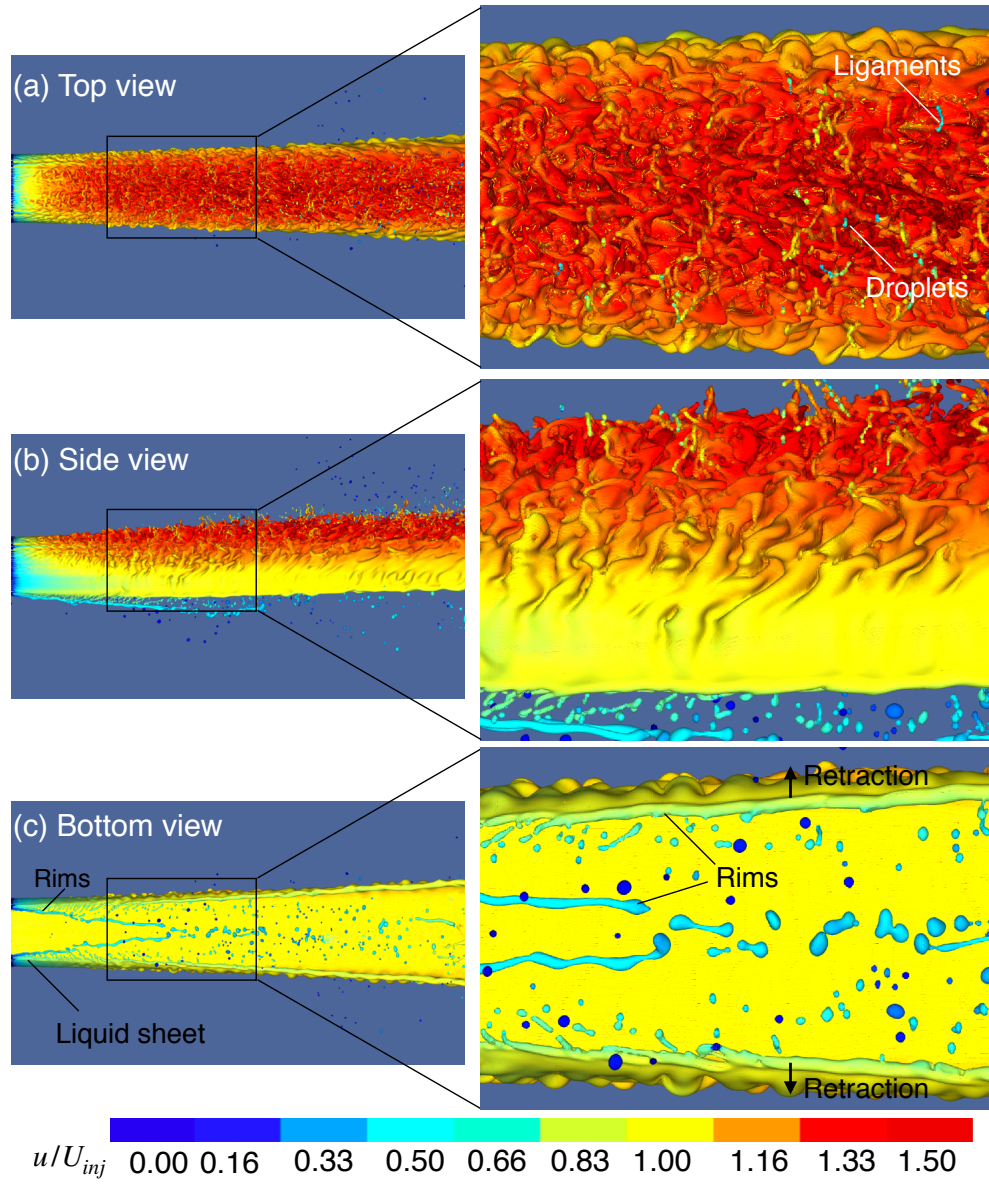 (a) Top view
Ligaments
Droplets
(b) Side view
(c) Bottom view
Rims
Liquid sheet
Retraction
Rims
Retraction
u/U_inj 0.00 0.16 0.33 0.50 0.66 0.83 1.00 1.16 1.33 1.50